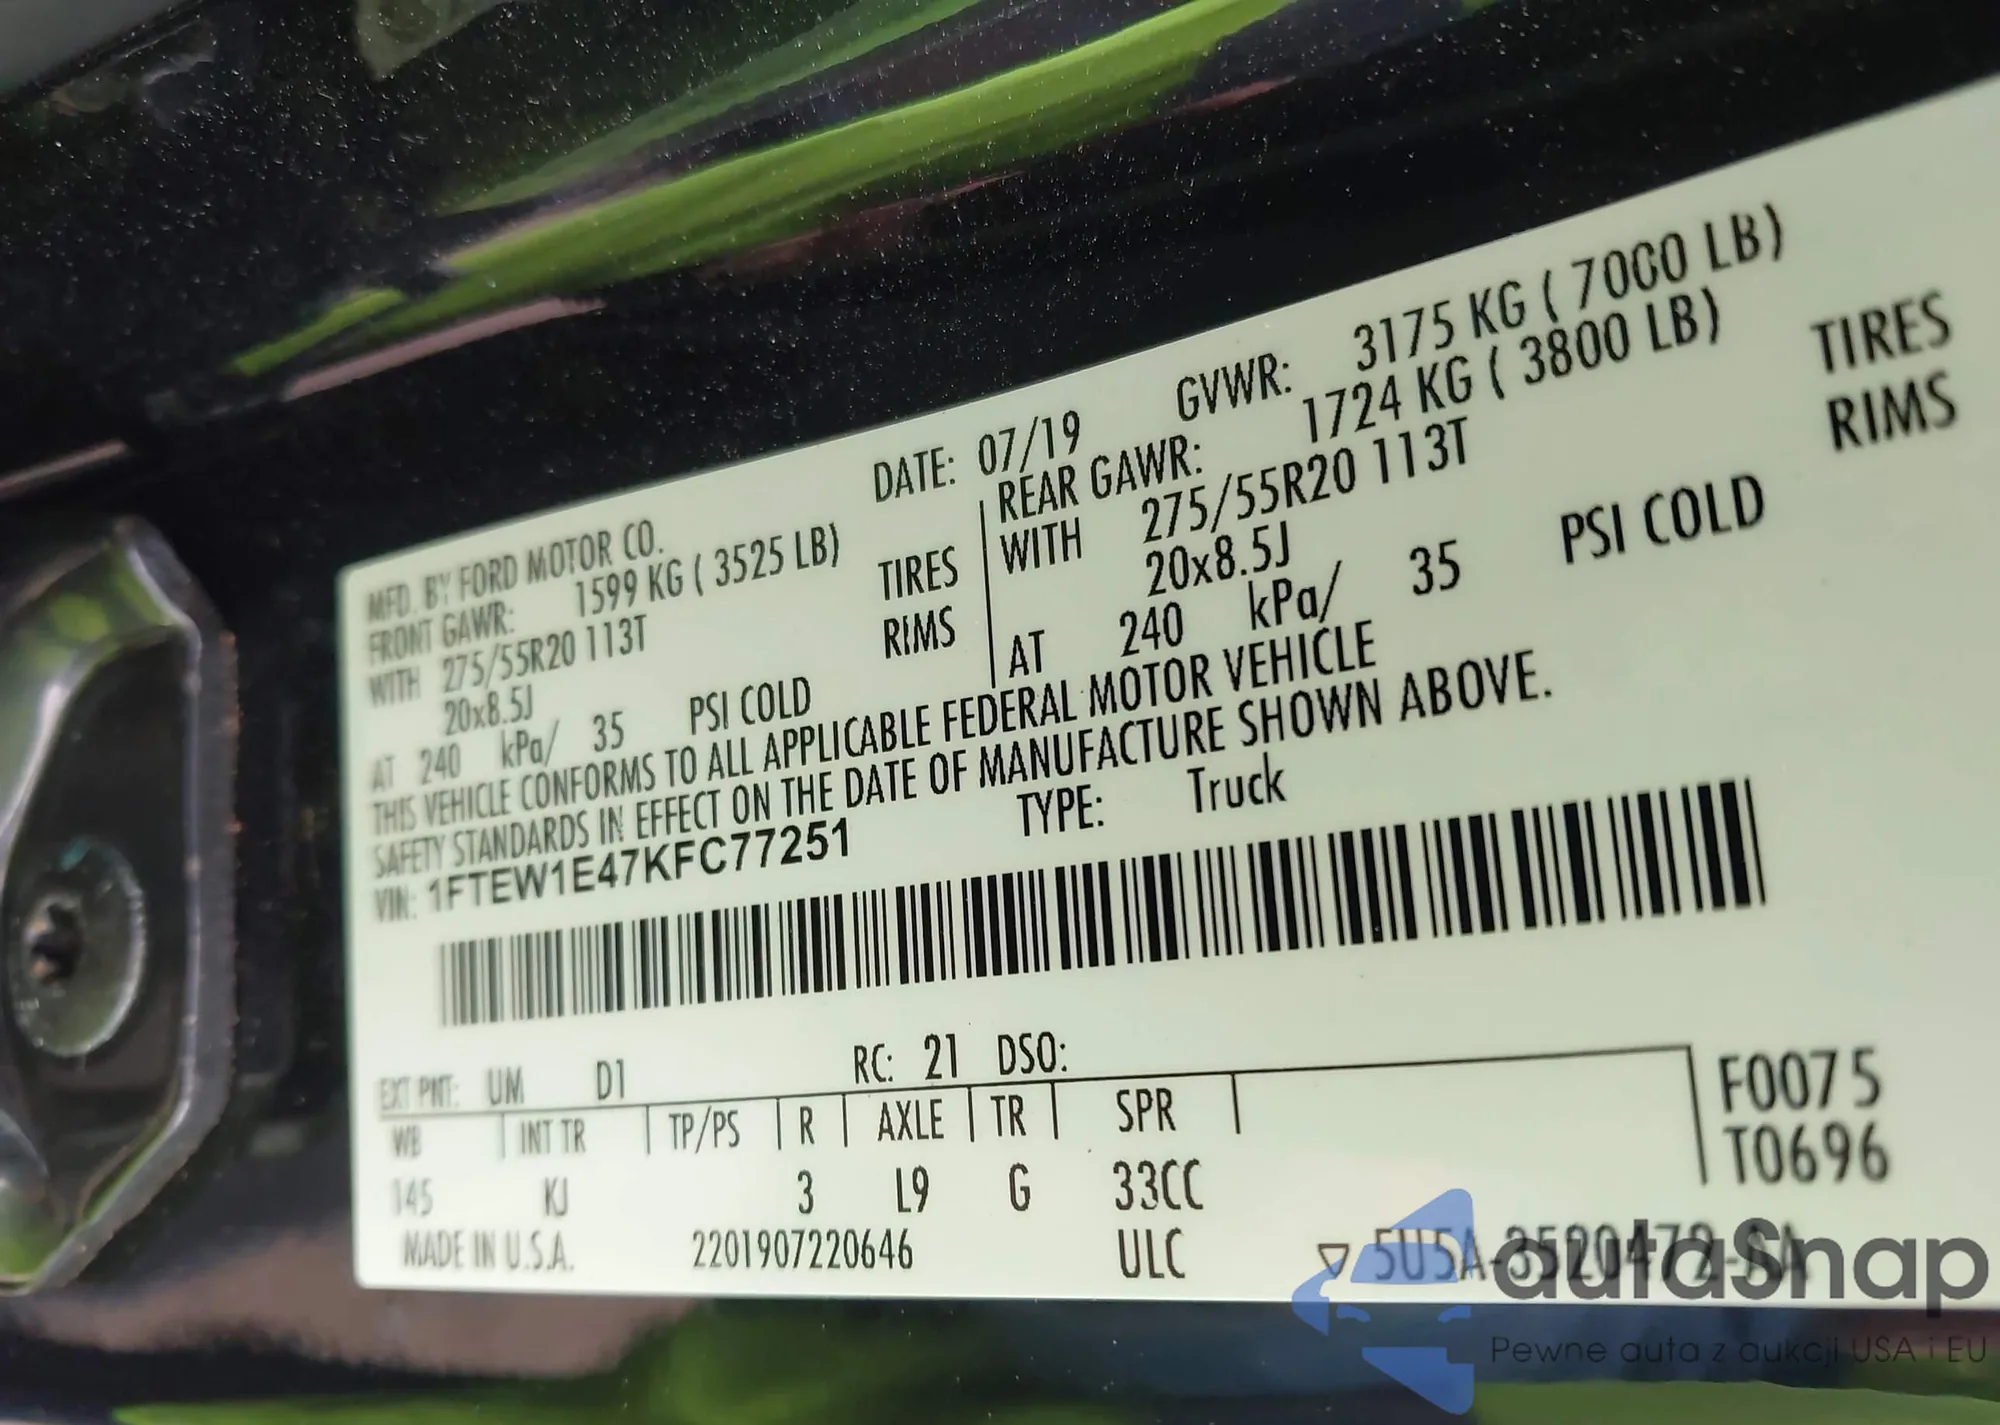 MFD. BY FORD MOTOR CO. DATE: 07/19 GVWR: 3175 KG ( 7000 LB)
FRONT GAWR: 1599 KG ( 3525 LB) REAR GAWR: 1724 KG ( 3800 LB)
WITH 275/55R20 113T TIRES WITH 275/55R20 113T TIRES
20x8.5J RIMS 20x8.5J RIMS
AT 240 kPa/ 35 PSI COLD AT 240 kPa/ 35 PSI COLD
THIS VEHICLE CONFORMS TO ALL APPLICABLE FEDERAL MOTOR VEHICLE
SAFETY STANDARDS IN EFFECT ON THE DATE OF MANUFACTURE SHOWN ABOVE.
VIN: 1FTEW1E47KFC77251 TYPE: Truck
EXT PNT: UM D1 RC: 21 DSO:
WB INT TR TP/PS R AXLE TR SPR F0075
145 KJ 3 L9 G 33CC T0696
MADE IN U.S.A. 2201907220646 ULC ▽ 5U5A-3520472-AA
autaSnap
Pewne auta z aukcji USA i EU